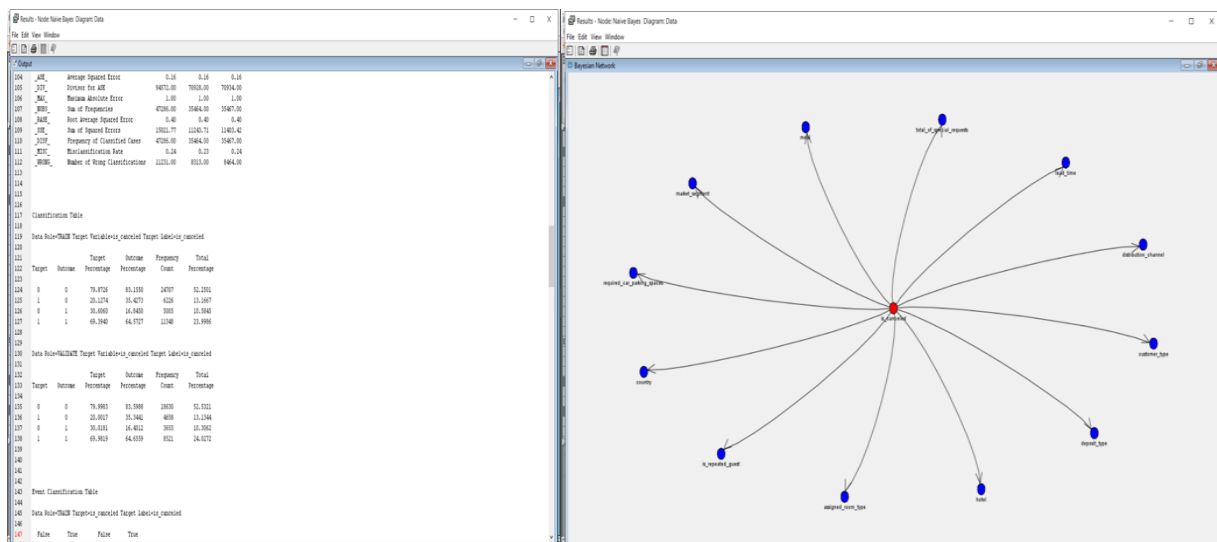 Results - Node: Naive Bayes Diagram: Data
File Edit View Window
Output
104 _ASE_ Average Squared Error 0.16 0.16 0.16
105 _DIV_ Divisor for ASE 94572.00 70928.00 70934.00
106 _MAX_ Maximum Absolute Error 1.00 1.00 1.00
107 _NOBS_ Sum of Frequencies 47286.00 35464.00 35467.00
108 _RASE_ Root Average Squared Error 0.40 0.40 0.40
109 _SSE_ Sum of Squared Errors 11240.71 11403.42
110 _DISF_ Frequency of Classified Cases 47286.00 35464.00 35467.00
111 _MISC_ Misclassification Rate 0.24 0.23 0.24
112 _WRONG_ Number of Wrong Classifications 11231.00 8313.00 8464.00
113
114
115
116
117 Classification Table
118
119 Data Role=TRAIN Target Variable=is_canceled Target Label=is_canceled
120
121 Target Outcome Frequency Total
122 Target Outcome Percentage Percentage Count Percentage
123
124 0 0 79.8726 83.1550 24707 52.2501
125 1 0 20.1274 35.4273 6226 13.1667
126 0 1 30.6060 16.8450 5005 10.5845
127 1 1 69.3940 64.5727 11348 23.9986
128
129
130 Data Role=VALIDATE Target Variable=is_canceled Target Label=is_canceled
131
132 Target Outcome Frequency Total
133 Target Outcome Percentage Percentage Count Percentage
134
135 0 0 79.9983 83.5988 18630 52.5321
136 1 0 20.0017 35.3441 4658 13.1344
137 0 1 30.0181 16.4012 3655 10.3062
138 1 1 69.9819 64.6559 8521 24.0272
139
140
141
142
143 Event Classification Table
144
145 Data Role=TRAIN Target=is_canceled Target Label=is_canceled
146
147 False True False True
Results - Node: Naive Bayes Diagram: Data
File Edit View Window
Bayesian Network
total_of_special_requests
meal
lead_time
market_segment
distribution_channel
required_car_parking_spaces
is_canceled
customer_type
country
deposit_type
is_repeated_guest
hotel
assigned_room_type